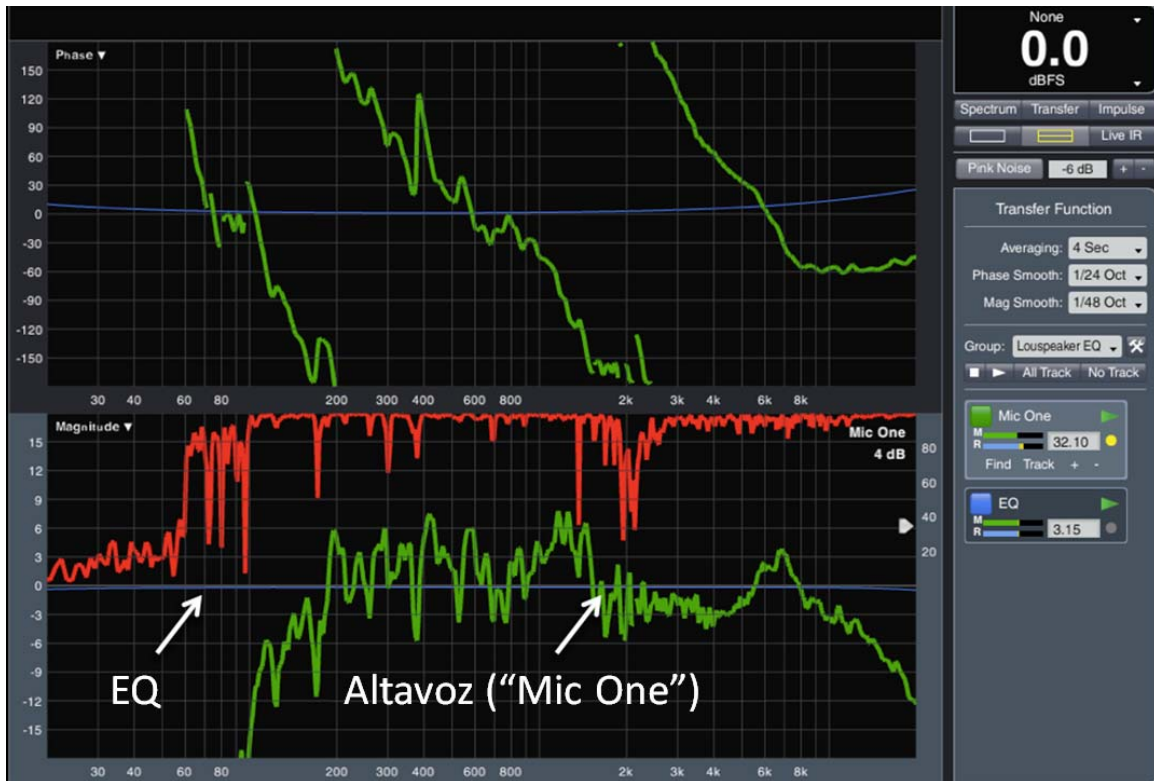 None
0.0
dBFS
Spectrum Transfer Impulse
Live IR
Pink Noise -6 dB + -
Transfer Function
Averaging: 4 Sec
Phase Smooth: 1/24 Oct
Mag Smooth: 1/48 Oct
Group: Louspeaker EQ
All Track No Track
Mic One
M
R
32.10
Find Track + -
EQ
M
R
3.15
Phase
150
120
90
60
30
0
-30
-60
-90
-120
-150
30 40 60 80 200 300 400 600 800 2k 3k 4k 6k 8k
Magnitude
Mic One
4 dB
15
12
9
6
3
0
-3
-6
-9
-12
-15
80
60
40
20
EQ
Altavoz (“Mic One”)
30 40 60 80 200 300 400 600 800 2k 3k 4k 6k 8k